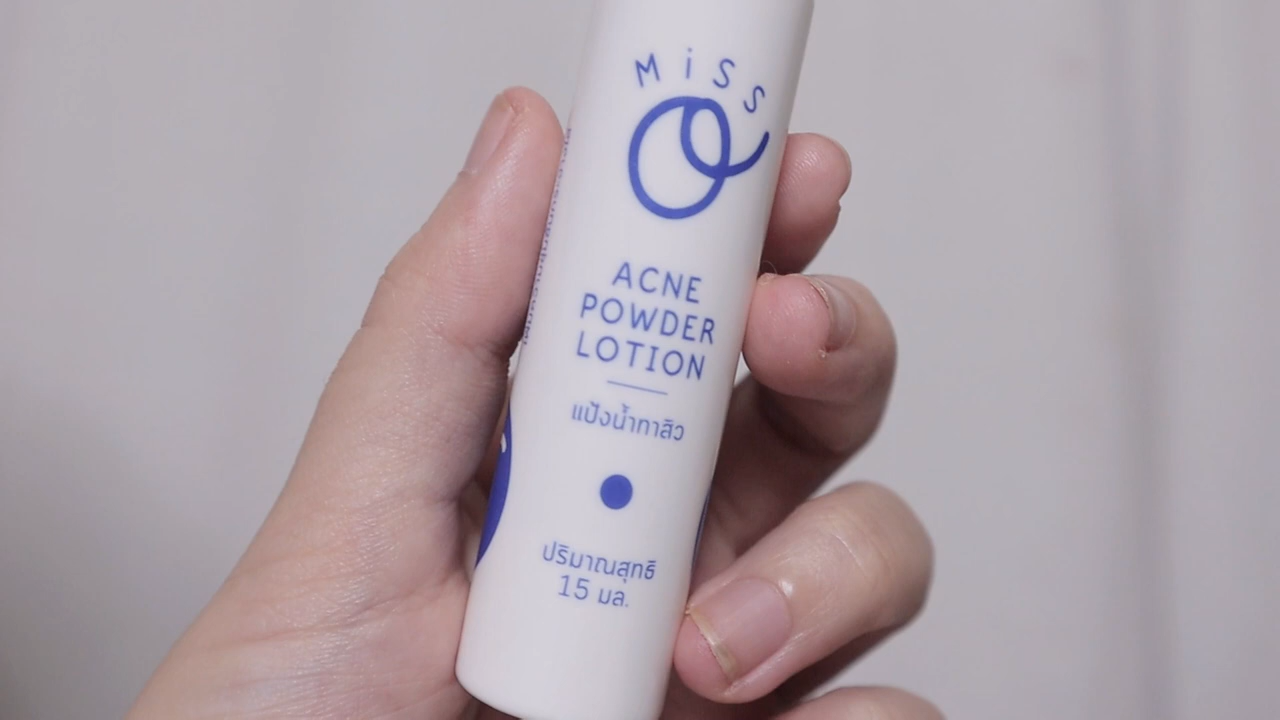 MiSS
Q
ACNE
POWDER
LOTION
แป้งน้ำทาสิว
ปริมาณสุทธิ
15 มล.